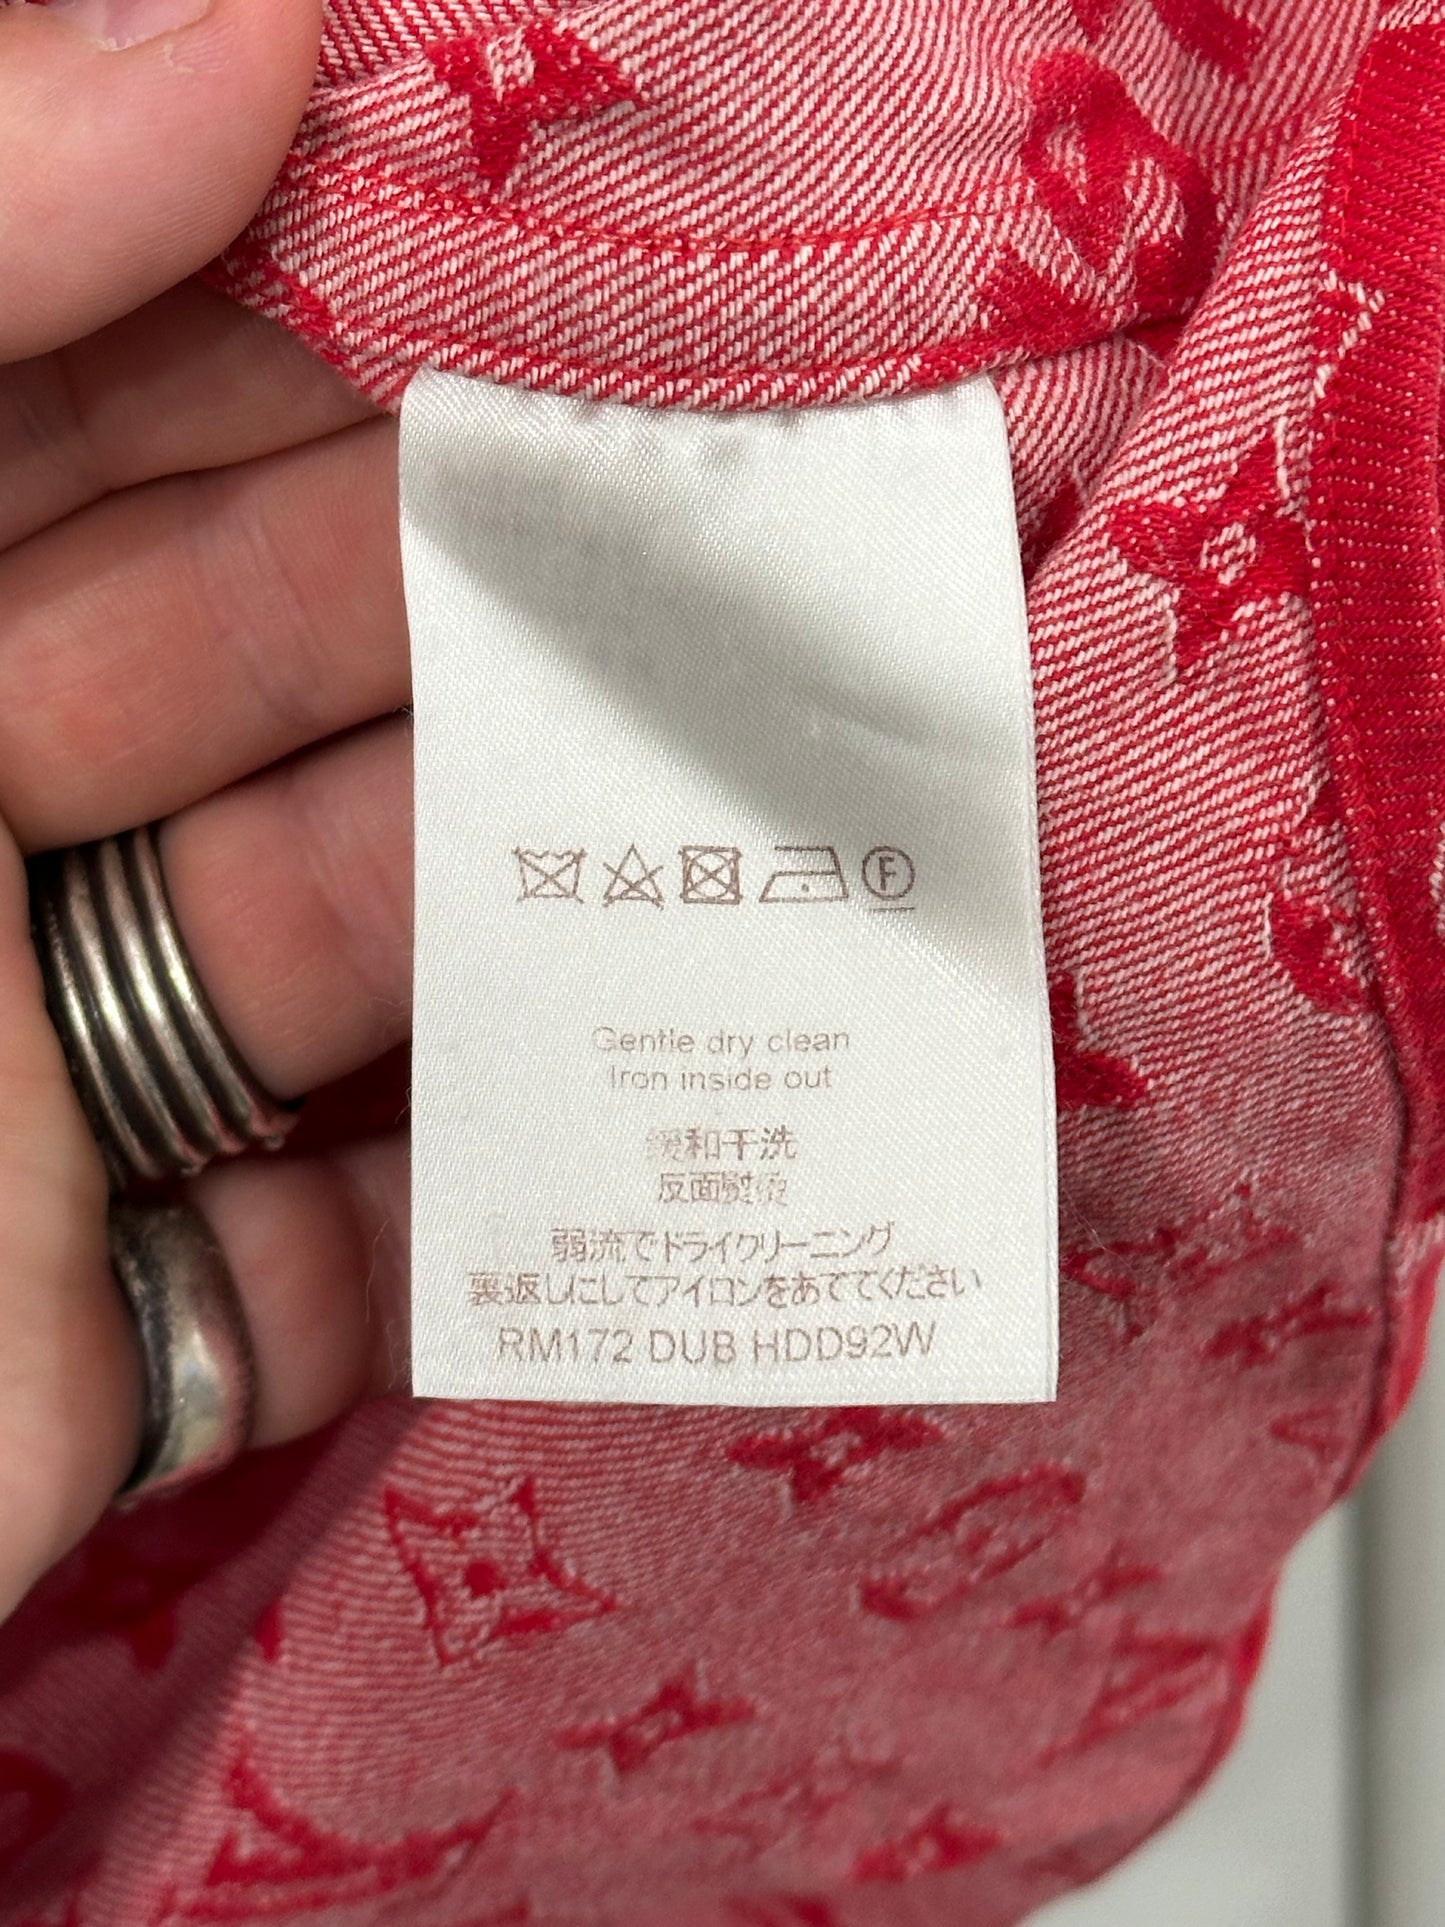 F
Gentle dry clean
Iron inside out
缓和干洗
反面熨烫
弱流でドライクリーニング
裏返しにしてアイロンをあててください
RM172 DUB HDD92W